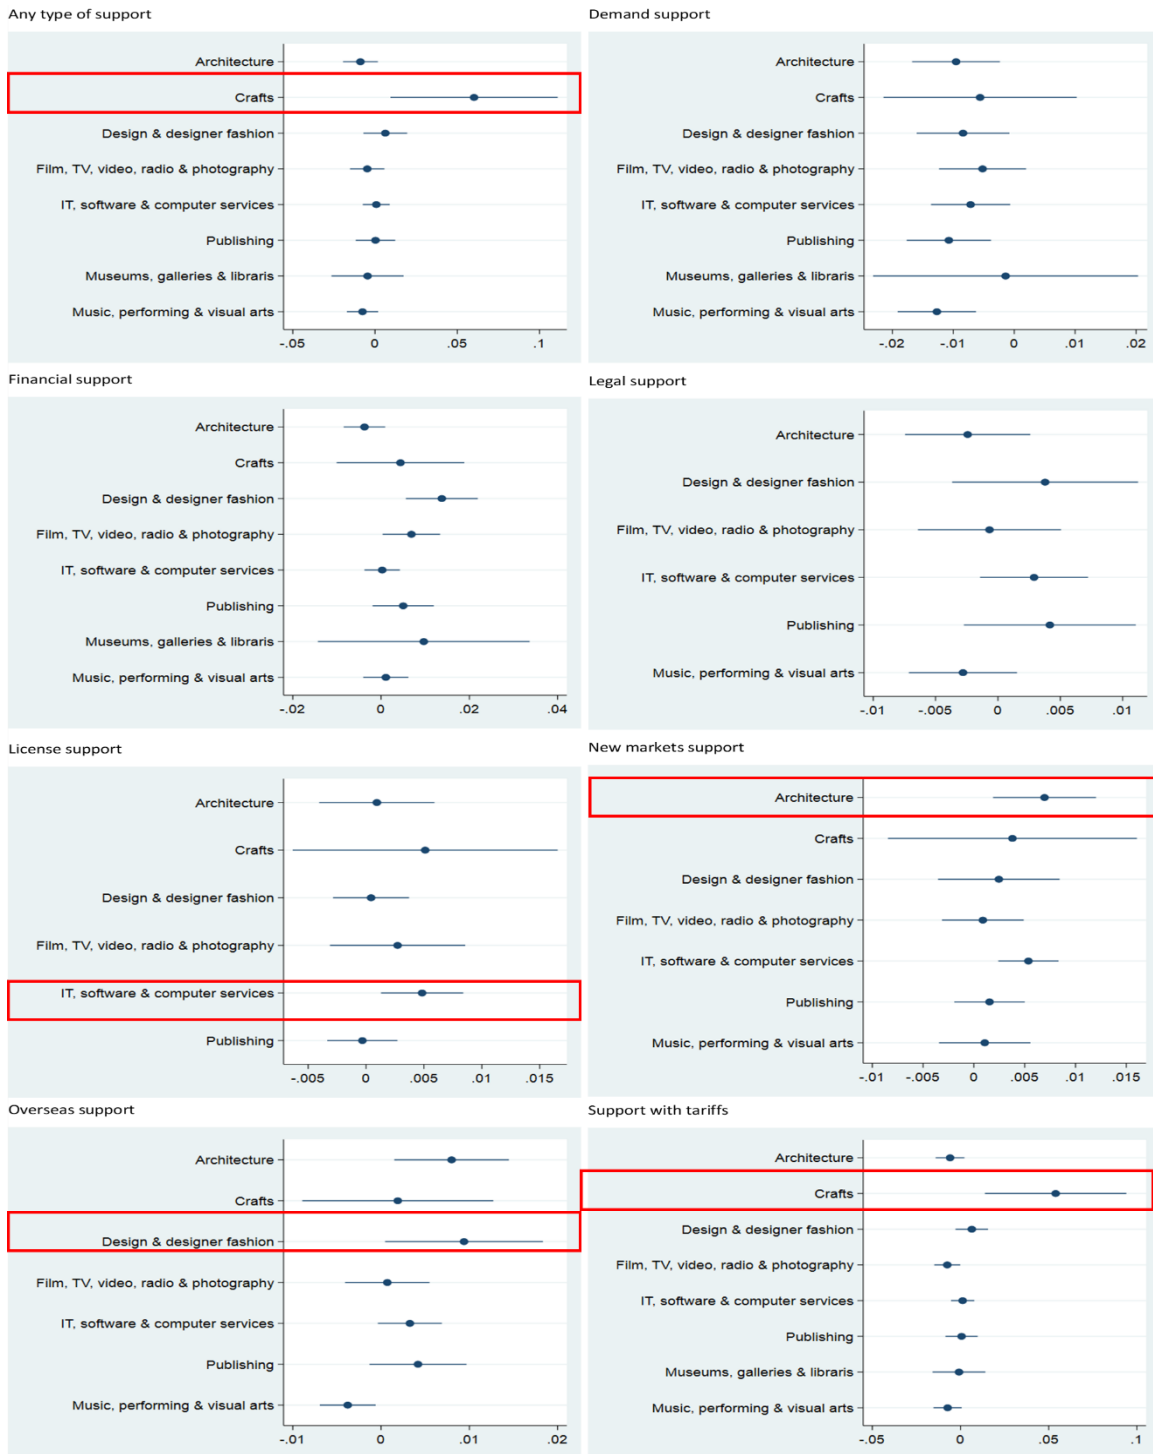 Any type of support
Architecture
Crafts
Design & designer fashion
Film, TV, video, radio & photography
IT, software & computer services
Publishing
Museums, galleries & libraris
Music, performing & visual arts
-.05 0 .05 .1
Demand support
Architecture
Crafts
Design & designer fashion
Film, TV, video, radio & photography
IT, software & computer services
Publishing
Museums, galleries & libraris
Music, performing & visual arts
-.02 -.01 0 .01 .02
Financial support
Architecture
Crafts
Design & designer fashion
Film, TV, video, radio & photography
IT, software & computer services
Publishing
Museums, galleries & libraris
Music, performing & visual arts
-.02 0 .02 .04
Legal support
Architecture
Design & designer fashion
Film, TV, video, radio & photography
IT, software & computer services
Publishing
Music, performing & visual arts
-.01 -.005 0 .005 .01
License support
Architecture
Crafts
Design & designer fashion
Film, TV, video, radio & photography
IT, software & computer services
Publishing
-.005 0 .005 .01 .015
New markets support
Architecture
Crafts
Design & designer fashion
Film, TV, video, radio & photography
IT, software & computer services
Publishing
Music, performing & visual arts
-.01 -.005 0 .005 .01 .015
Overseas support
Architecture
Crafts
Design & designer fashion
Film, TV, video, radio & photography
IT, software & computer services
Publishing
Music, performing & visual arts
-.01 0 .01 .02
Support with tariffs
Architecture
Crafts
Design & designer fashion
Film, TV, video, radio & photography
IT, software & computer services
Publishing
Museums, galleries & libraris
Music, performing & visual arts
-.05 0 .05 .1